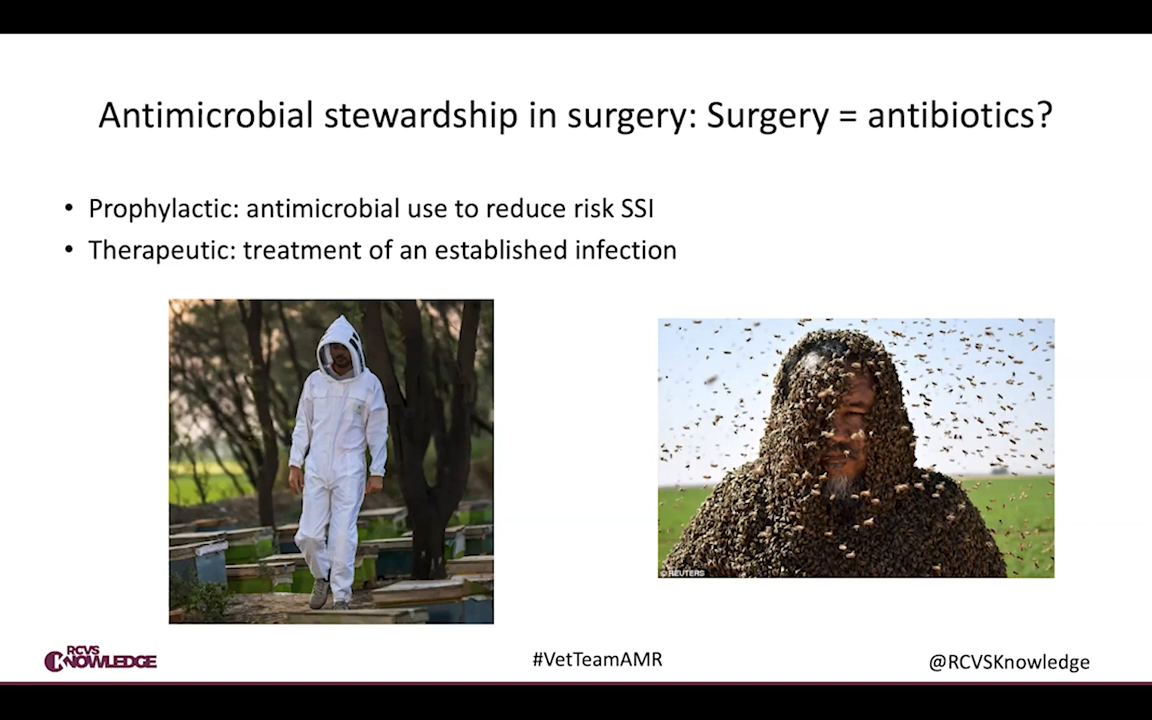 Antimicrobial stewardship in surgery: Surgery = antibiotics?
• Prophylactic: antimicrobial use to reduce risk SSI
• Therapeutic: treatment of an established infection
© REUTERS
RCVS
KNOWLEDGE
#VetTeamAMR
@RCVSKnowledge